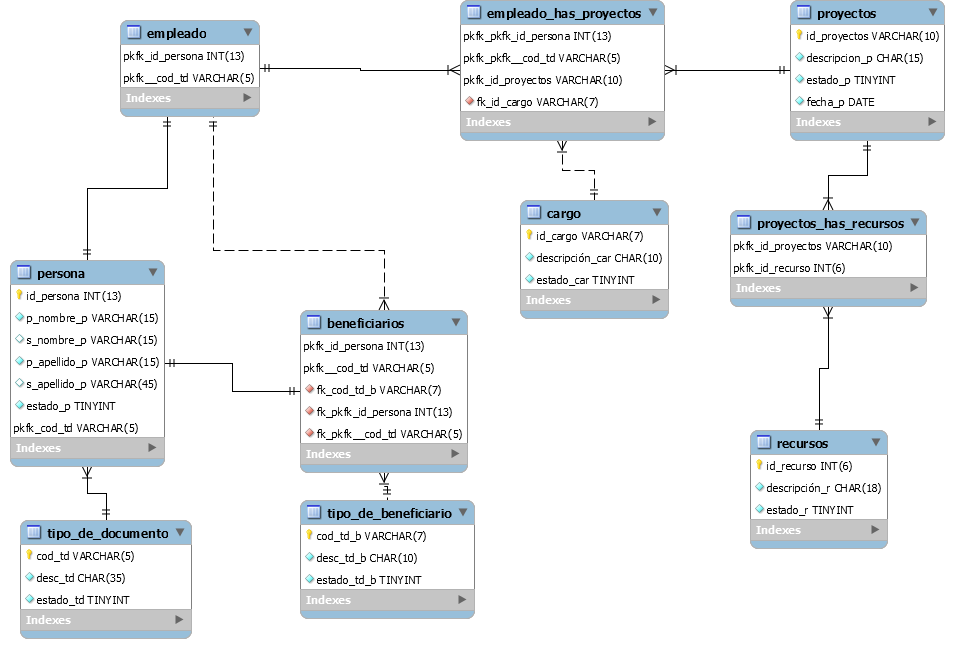 empleado
pkfk_id_persona INT(13)
pkfk__cod_td VARCHAR(5)
Indexes
empleado_has_proyectos
pkfk_pkfk_id_persona INT(13)
pkfk_pkfk__cod_td VARCHAR(5)
pkfk_id_proyectos VARCHAR(10)
fk_id_cargo VARCHAR(7)
Indexes
proyectos
id_proyectos VARCHAR(10)
descripcion_p CHAR(15)
estado_p TINYINT
fecha_p DATE
Indexes
cargo
id_cargo VARCHAR(7)
descripción_car CHAR(10)
estado_car TINYINT
Indexes
proyectos_has_recursos
pkfk_id_proyectos VARCHAR(10)
pkfk_id_recurso INT(6)
Indexes
persona
id_persona INT(13)
p_nombre_p VARCHAR(15)
s_nombre_p VARCHAR(15)
p_apellido_p VARCHAR(15)
s_apellido_p VARCHAR(45)
estado_p TINYINT
pkfk_cod_td VARCHAR(5)
Indexes
beneficiarios
pkfk_id_persona INT(13)
pkfk__cod_td VARCHAR(5)
fk_cod_td_b VARCHAR(7)
fk_pkfk_id_persona INT(13)
fk_pkfk__cod_td VARCHAR(5)
Indexes
recursos
id_recurso INT(6)
descripción_r CHAR(18)
estado_r TINYINT
Indexes
tipo_de_documento
cod_td VARCHAR(5)
desc_td CHAR(35)
estado_td TINYINT
Indexes
tipo_de_beneficiario
cod_td_b VARCHAR(7)
desc_td_b CHAR(10)
estado_td_b TINYINT
Indexes